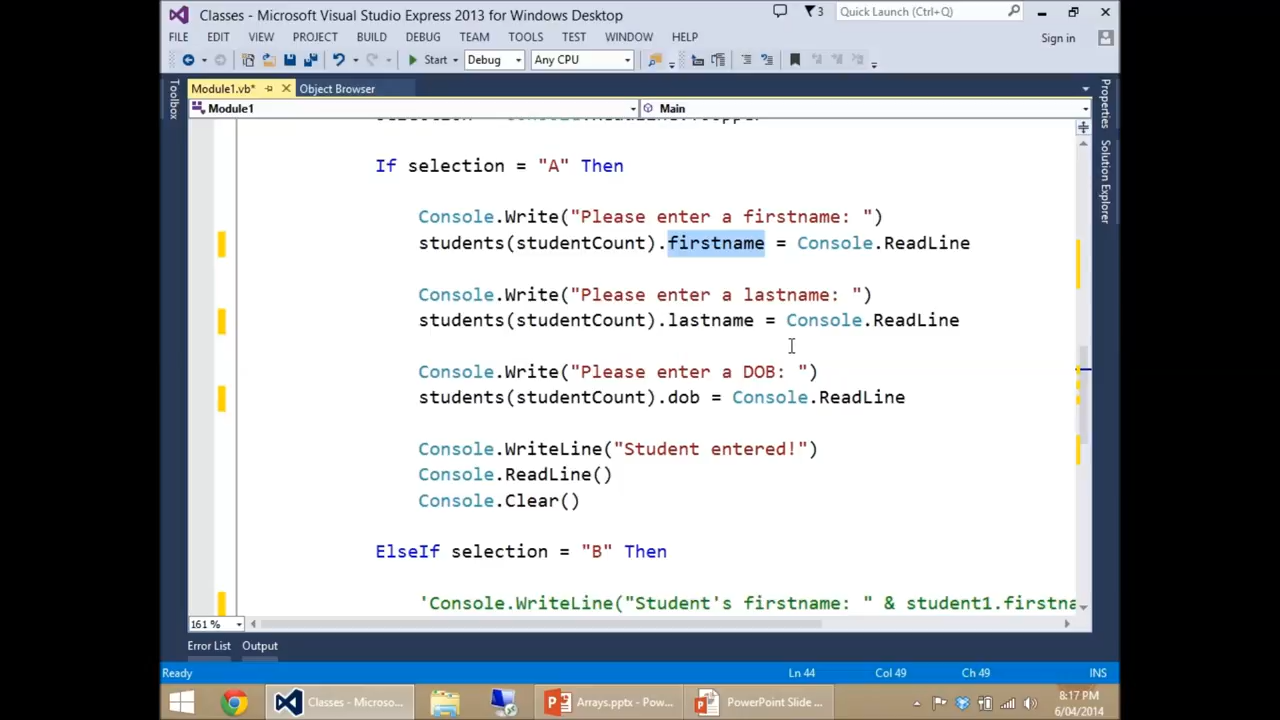 Classes - Microsoft Visual Studio Express 2013 for Windows Desktop
3
Quick Launch (Ctrl+Q)
FILE EDIT VIEW PROJECT BUILD DEBUG TEAM TOOLS TEST WINDOW HELP
Sign in
Start Debug Any CPU
Module1.vb* Object Browser
Module1 Main
Toolbox
Properties
Solution Explorer
If selection = "A" Then
Console.Write("Please enter a firstname: ")
students(studentCount).firstname = Console.ReadLine
Console.Write("Please enter a lastname: ")
students(studentCount).lastname = Console.ReadLine
Console.Write("Please enter a DOB: ")
students(studentCount).dob = Console.ReadLine
Console.WriteLine("Student entered!")
Console.ReadLine()
Console.Clear()
ElseIf selection = "B" Then
'Console.WriteLine("Student's firstname: " & student1.firstna
161 %
Error List Output
Ready Ln 44 Col 49 Ch 49 INS
Classes - Microso... Arrays.pptx - Pow... PowerPoint Slide ...
8:17 PM
6/04/2014